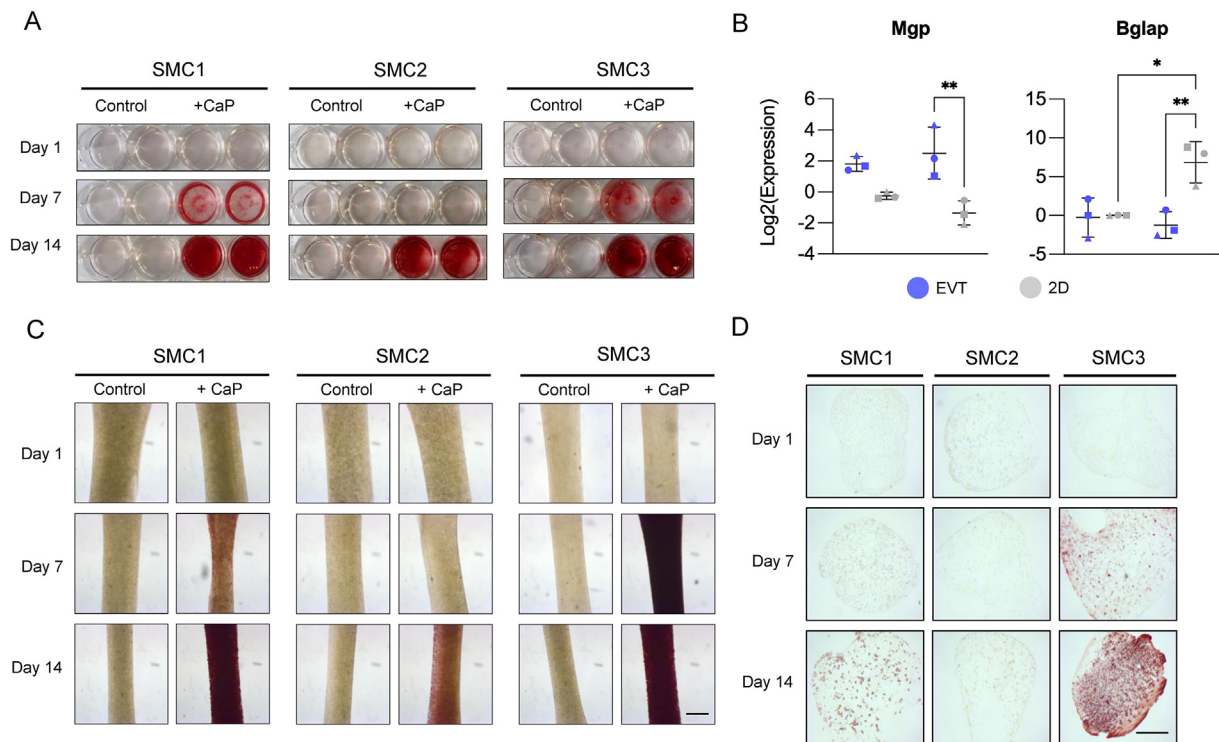 A
SMC1 SMC2 SMC3
Control +CaP Control +CaP Control +CaP
Day 1
Day 7
Day 14
B
Mgp Bglap
Log2(Expression)
6
4
2
0
-2
-4
**
15
10
5
0
-5
*
**
EVT 2D
C
SMC1 SMC2 SMC3
Control + CaP Control + CaP Control + CaP
Day 1
Day 7
Day 14
D
SMC1 SMC2 SMC3
Day 1
Day 7
Day 14